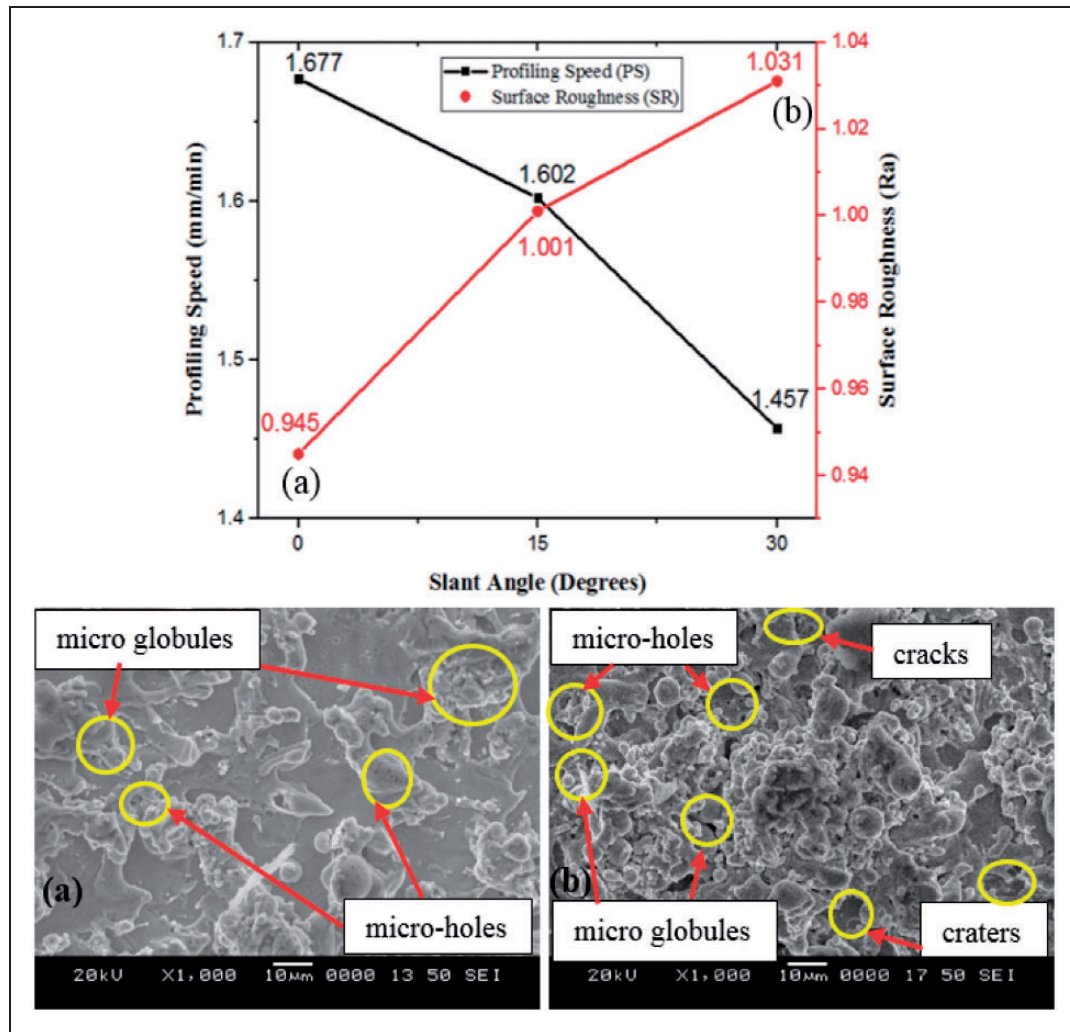 1.7
1.6
1.5
1.4
Profiling Speed (mm/min)
1.677
Profiling Speed (PS)
Surface Roughness (SR)
1.031
(b)
1.602
1.001
1.457
0.945
(a)
1.04
1.02
1.00
0.98
0.96
0.94
Surface Roughness (Ra)
0
15
30
Slant Angle (Degrees)
micro globules
(a)
micro-holes
20kV
X1,000
10µm
0000
13 50 SEI
micro-holes
cracks
(b)
micro globules
craters
20kV
X1,000
10µm
0000
17 50 SEI